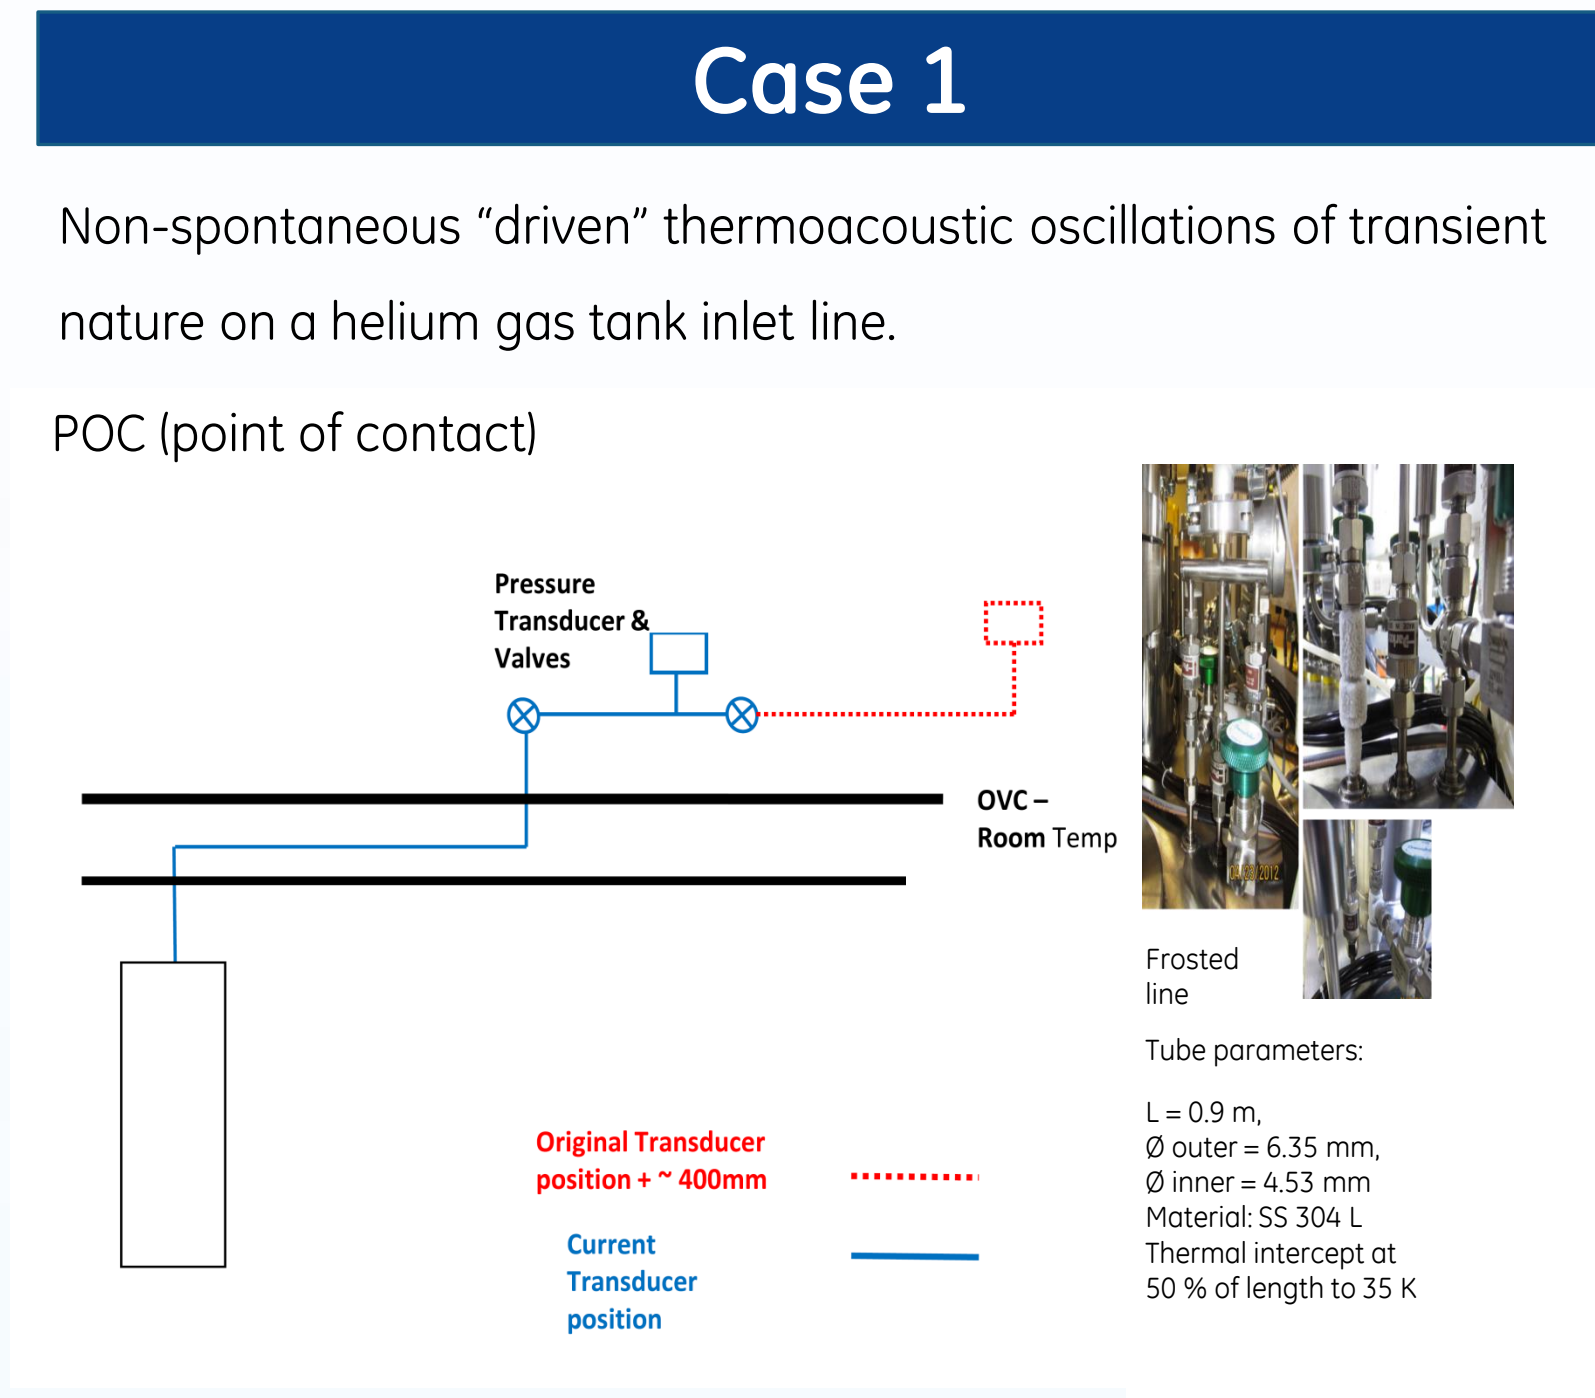 Case 1
Non-spontaneous “driven” thermoacoustic oscillations of transient
nature on a helium gas tank inlet line.
POC (point of contact)
Pressure
Transducer &
Valves
OVC –
Room Temp
04/23/2012
Frosted
line
Tube parameters:
L = 0.9 m,
Ø outer = 6.35 mm,
Ø inner = 4.53 mm
Material: SS 304 L
Thermal intercept at
50 % of length to 35 K
Original Transducer
position + ~ 400mm
Current
Transducer
position